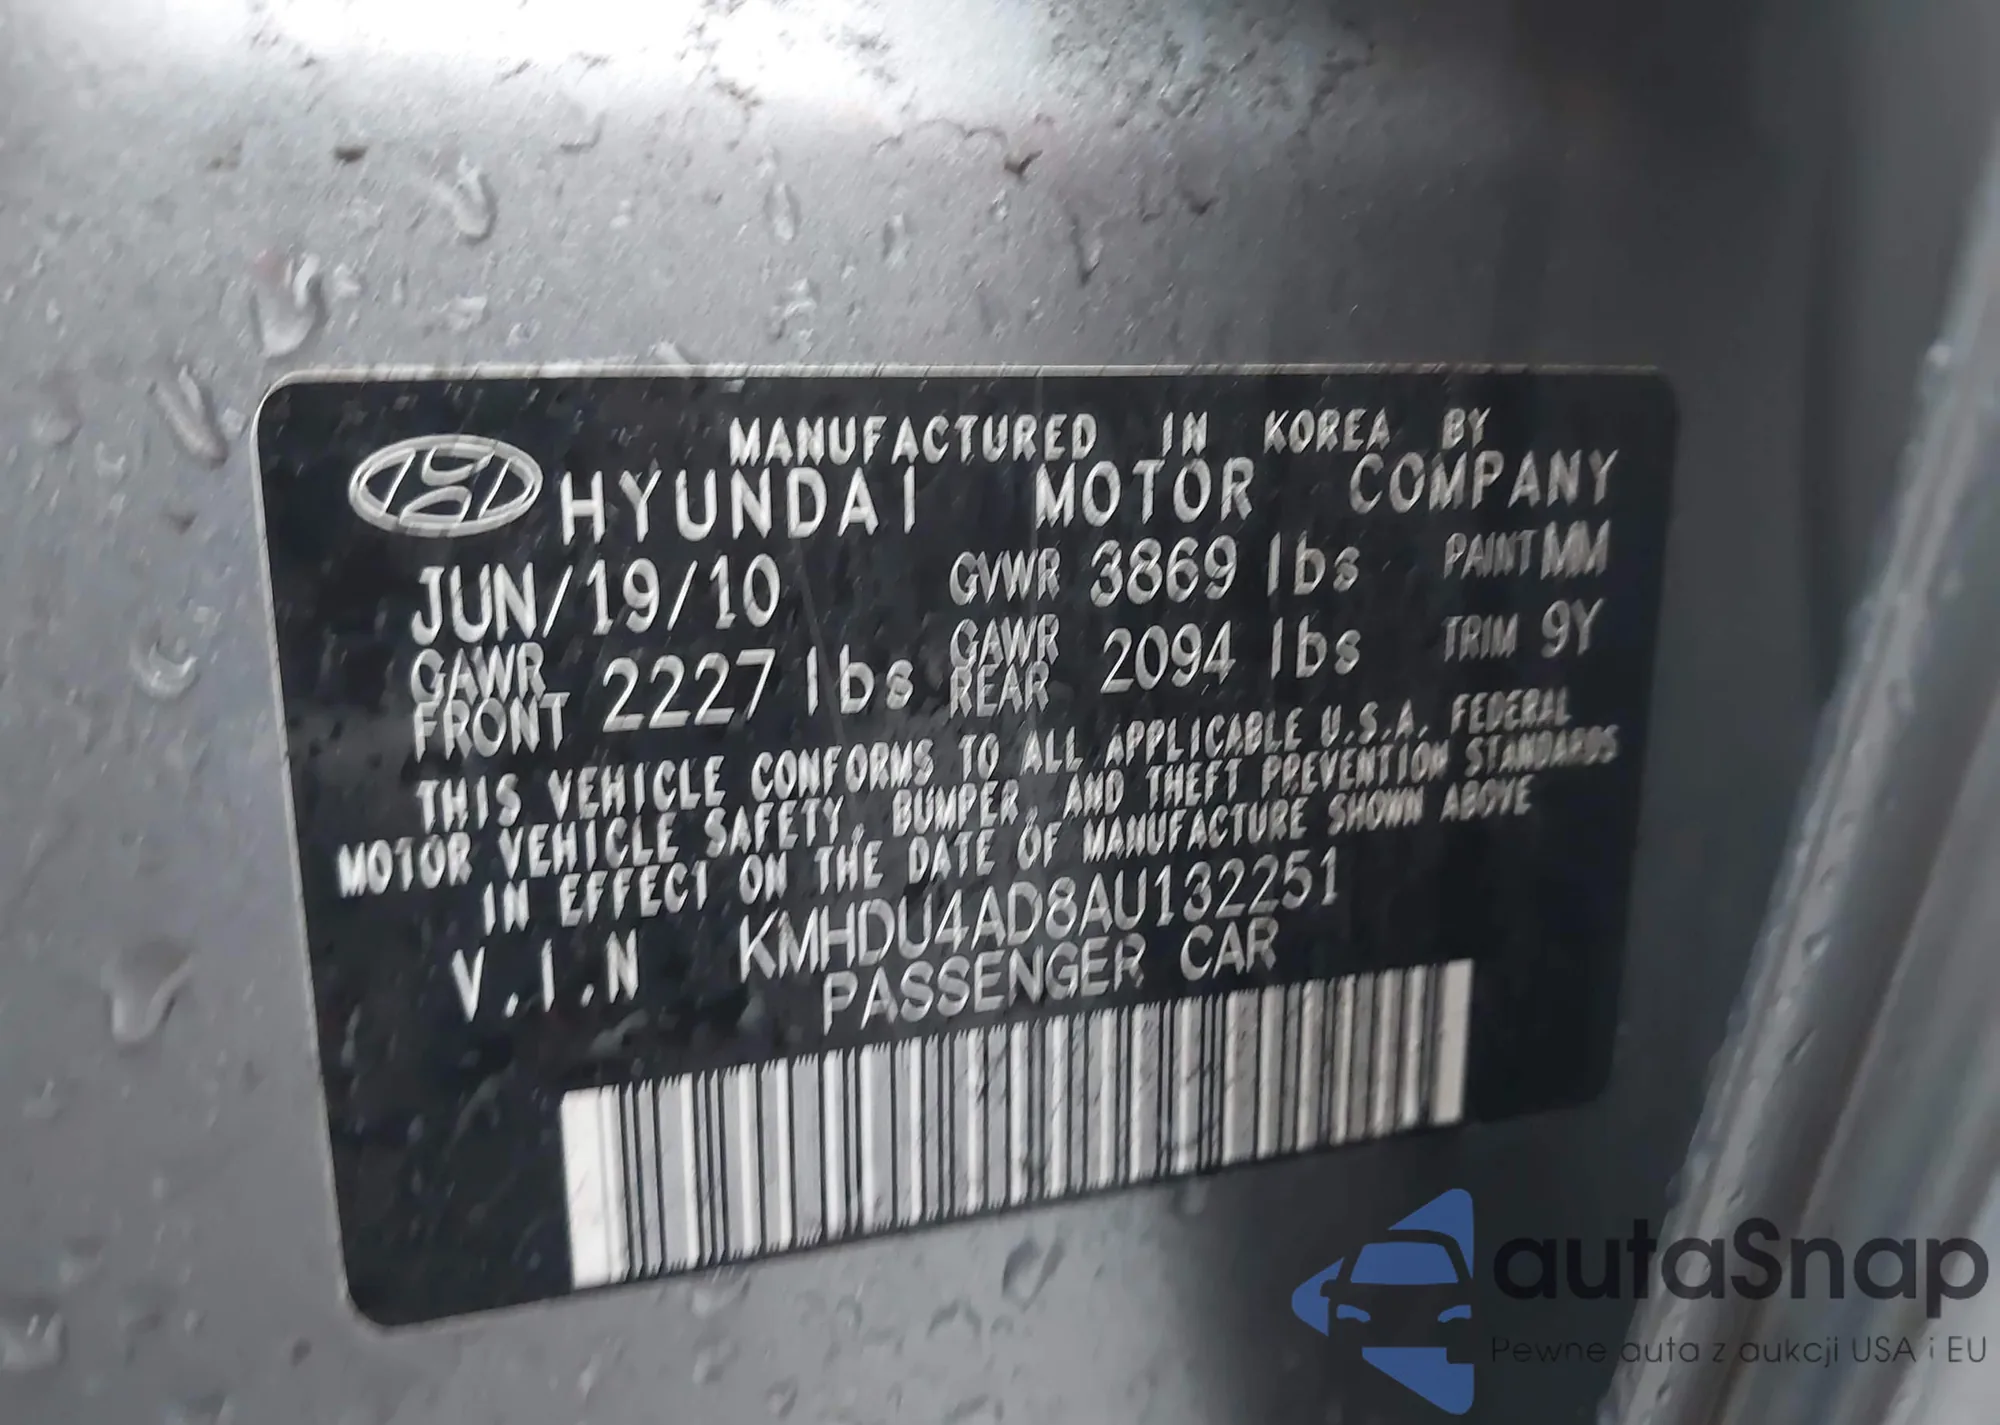 MANUFACTURED IN KOREA BY
HYUNDAI MOTOR COMPANY
JUN/19/10 GVWR 3869 lbs PAINT MM
GAWR FRONT 2227 lbs GAWR REAR 2094 lbs TRIM 9Y
THIS VEHICLE CONFORMS TO ALL APPLICABLE U.S.A. FEDERAL
MOTOR VEHICLE SAFETY, BUMPER, AND THEFT PREVENTION STANDARDS
IN EFFECT ON THE DATE OF MANUFACTURE SHOWN ABOVE
V.I.N KMHDU4AD8AU132251
PASSENGER CAR
autaSnap
Pewne auta z aukcji USA i EU